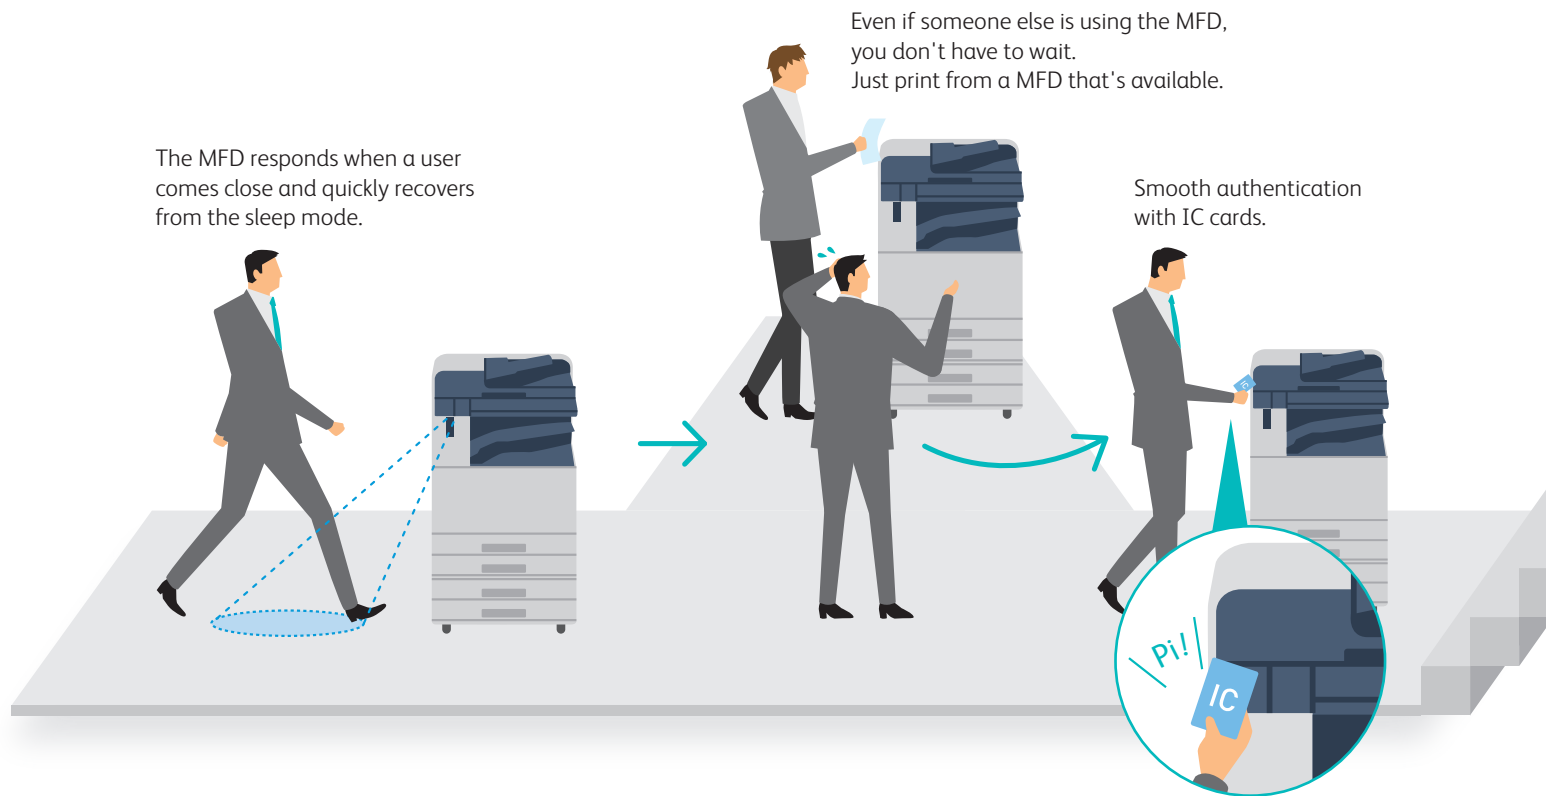 Even if someone else is using the MFD,
you don't have to wait.
Just print from a MFD that's available.
The MFD responds when a user
comes close and quickly recovers
from the sleep mode.
Smooth authentication
with IC cards.
IC
Pi!
IC